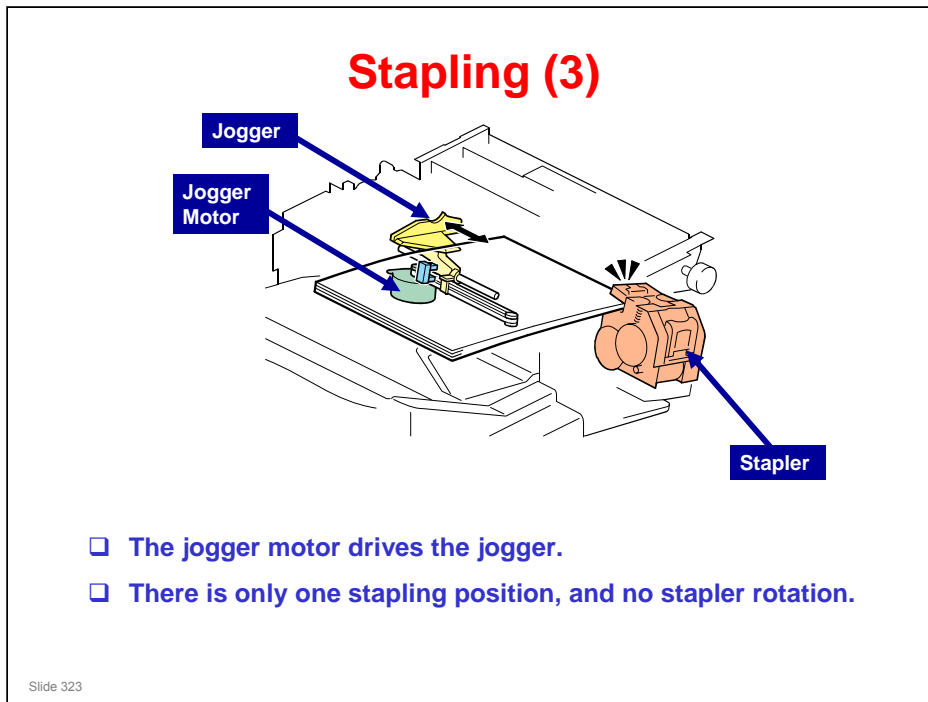 Stapling (3)
Jogger
Jogger
Motor
Stapler
❑ The jogger motor drives the jogger.
❑ There is only one stapling position, and no stapler rotation.
Slide 323